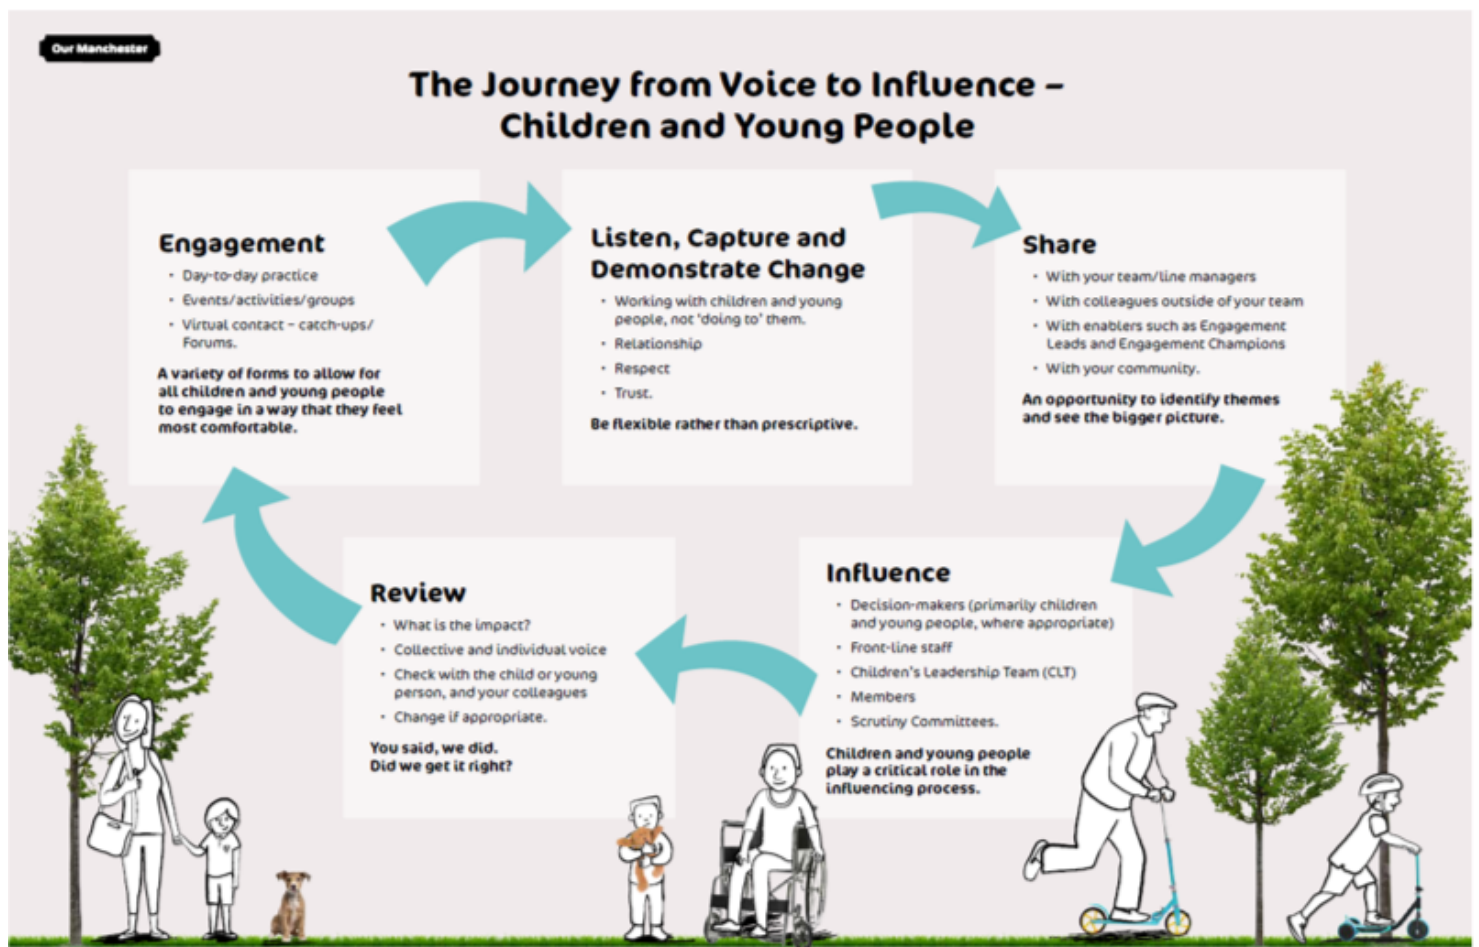 Our Manchester
The Journey from Voice to Influence –
Children and Young People
Engagement
• Day-to-day practice
• Events/activities/groups
• Virtual contact – catch-ups/
Forums.
A variety of forms to allow for
all children and young people
to engage in a way that they feel
most comfortable.
Listen, Capture and
Demonstrate Change
• Working with children and young
people, not ‘doing to’ them.
• Relationship
• Respect
• Trust.
Be flexible rather than prescriptive.
Share
• With your team/line managers
• With colleagues outside of your team
• With enablers such as Engagement
Leads and Engagement Champions
• With your community.
An opportunity to identify themes
and see the bigger picture.
Influence
• Decision-makers (primarily children
and young people, where appropriate)
• Front-line staff
• Children’s Leadership Team (CLT)
• Members
• Scrutiny Committees.
Children and young people
play a critical role in the
influencing process.
Review
• What is the impact?
• Collective and individual voice
• Check with the child or young
person, and your colleagues
• Change if appropriate.
You said, we did.
Did we get it right?